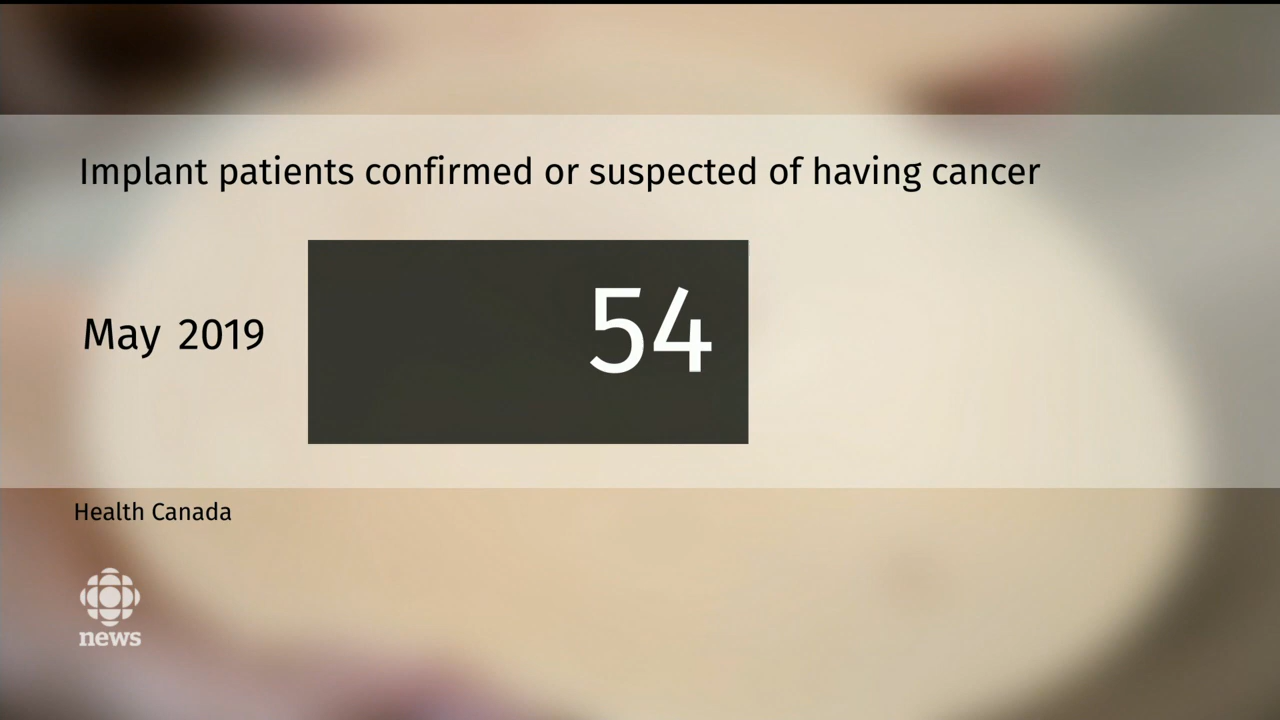 Implant patients confirmed or suspected of having cancer
May 2019
54
Health Canada
news